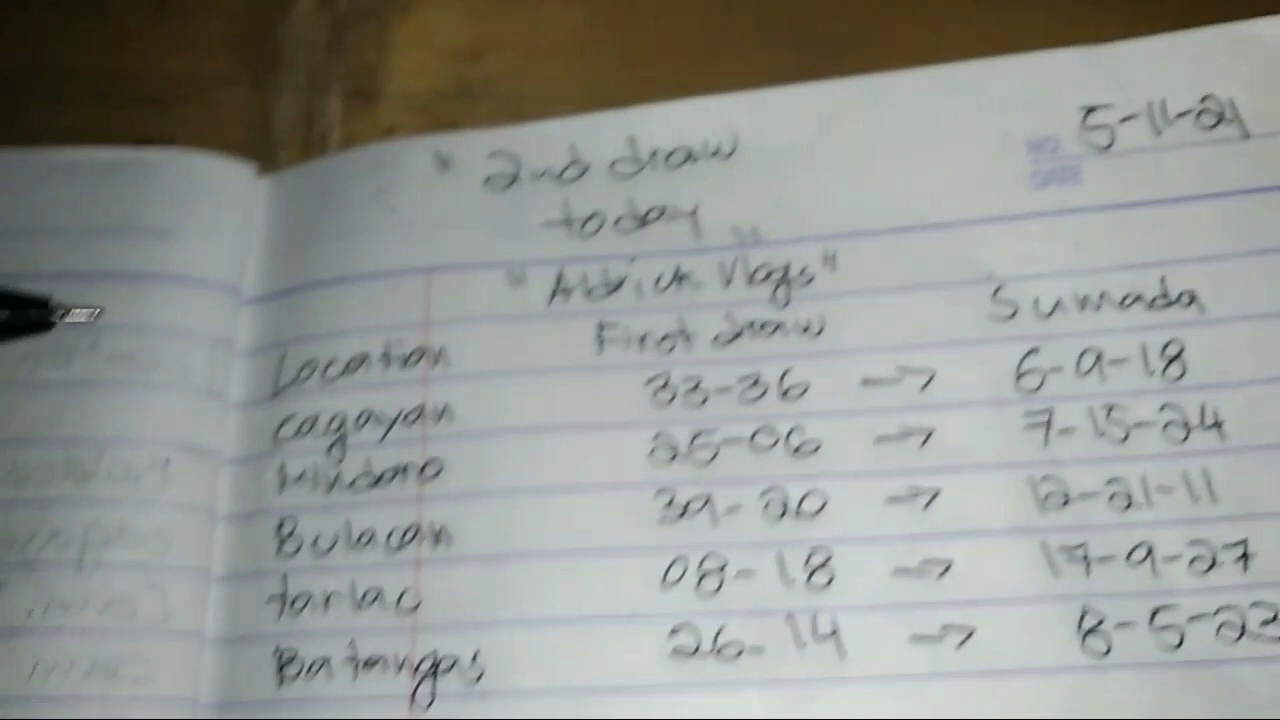 5-11-21
"2nd draw
today"
"Aldrich Vlogs"
Location First draw Sumada
cagayan 33-36 → 6-9-18
Mindoro 25-06 → 7-15-24
Bulacan 39-20 → 12-21-11
tarlac 08-18 → 17-9-27
Batangas 26-14 → 8-5-23